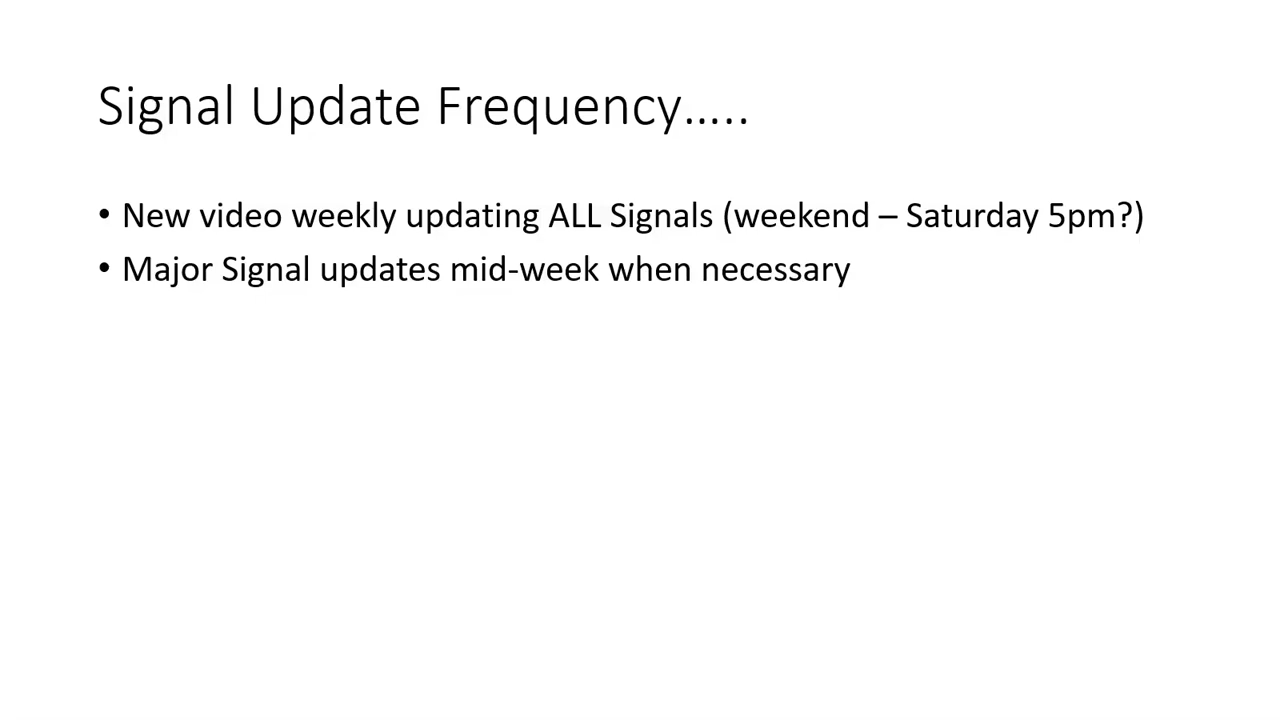 Signal Update Frequency…..
• New video weekly updating ALL Signals (weekend – Saturday 5pm?)
• Major Signal updates mid-week when necessary